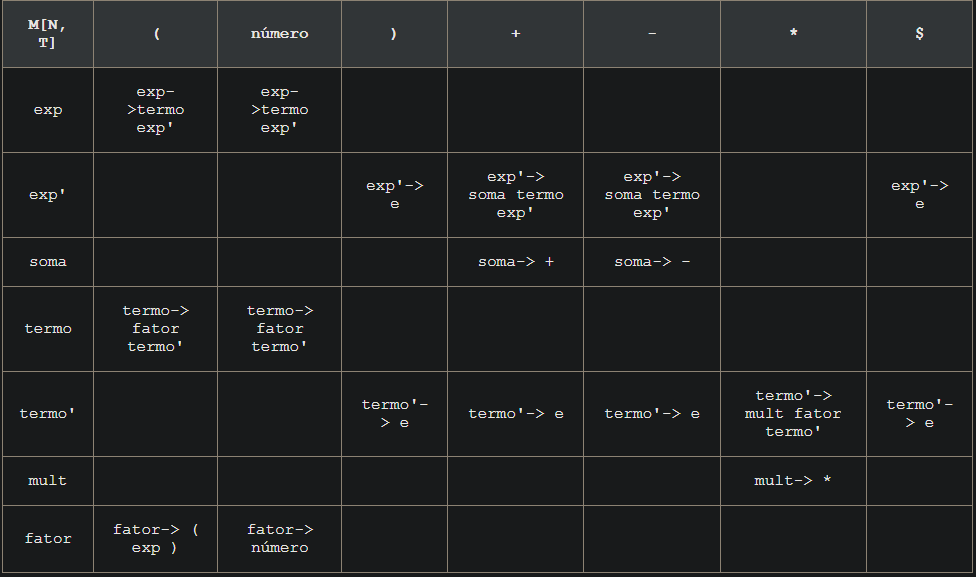 M[N, T] ( número ) + - * $
exp exp->termo exp' exp->termo exp'
exp' exp'-> e exp'-> soma termo exp' exp'-> soma termo exp' exp'-> e
soma soma-> + soma-> -
termo termo-> fator termo' termo-> fator termo'
termo' termo'-> e termo'-> e termo'-> e termo'-> mult fator termo' termo'-> e
mult mult-> *
fator fator-> ( exp ) fator-> número